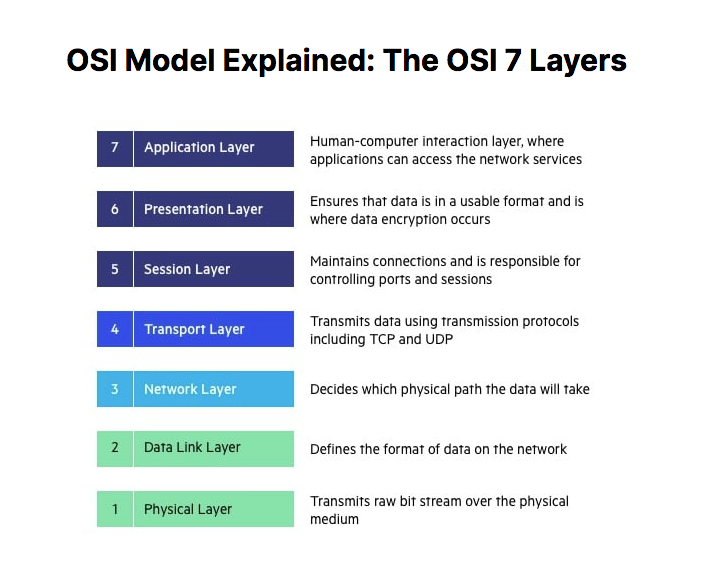 OSI Model Explained: The OSI 7 Layers
7 Application Layer
Human-computer interaction layer, where
applications can access the network services
6 Presentation Layer
Ensures that data is in a usable format and is
where data encryption occurs
5 Session Layer
Maintains connections and is responsible for
controlling ports and sessions
4 Transport Layer
Transmits data using transmission protocols
including TCP and UDP
3 Network Layer
Decides which physical path the data will take
2 Data Link Layer
Defines the format of data on the network
1 Physical Layer
Transmits raw bit stream over the physical
medium